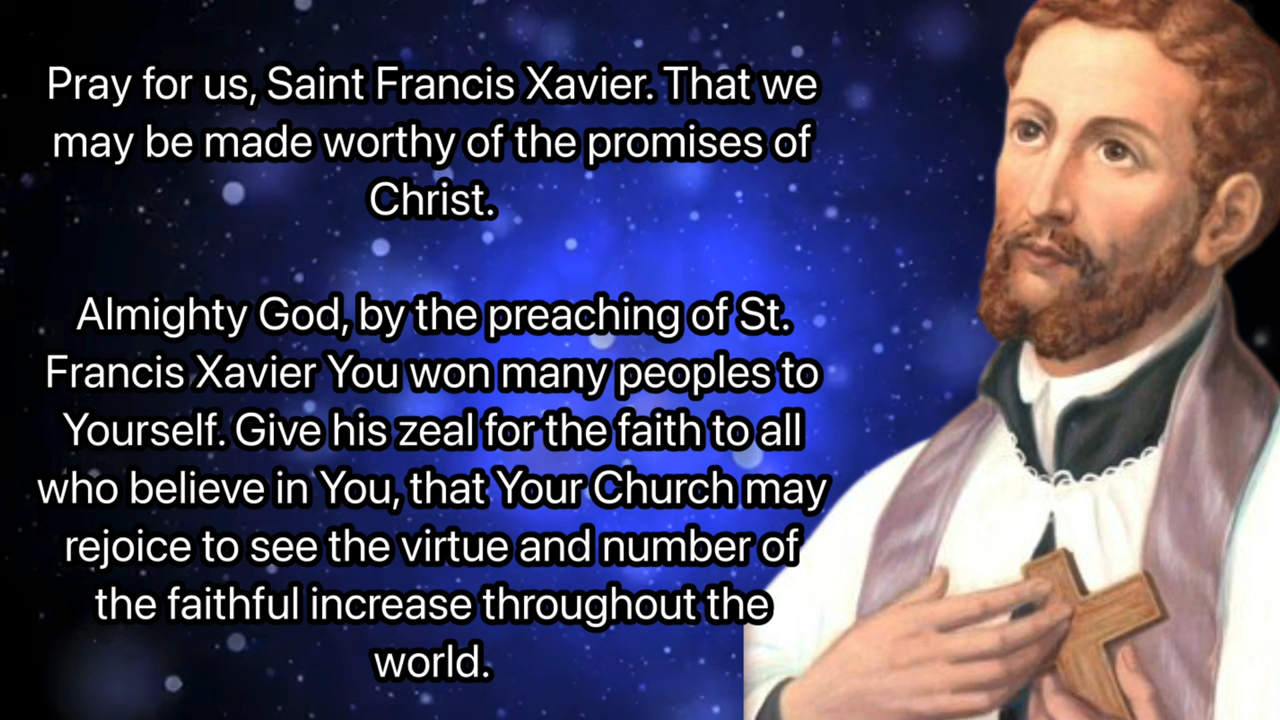 Pray for us, Saint Francis Xavier. That we
may be made worthy of the promises of
Christ.
Almighty God, by the preaching of St.
Francis Xavier You won many peoples to
Yourself. Give his zeal for the faith to all
who believe in You, that Your Church may
rejoice to see the virtue and number of
the faithful increase throughout the
world.